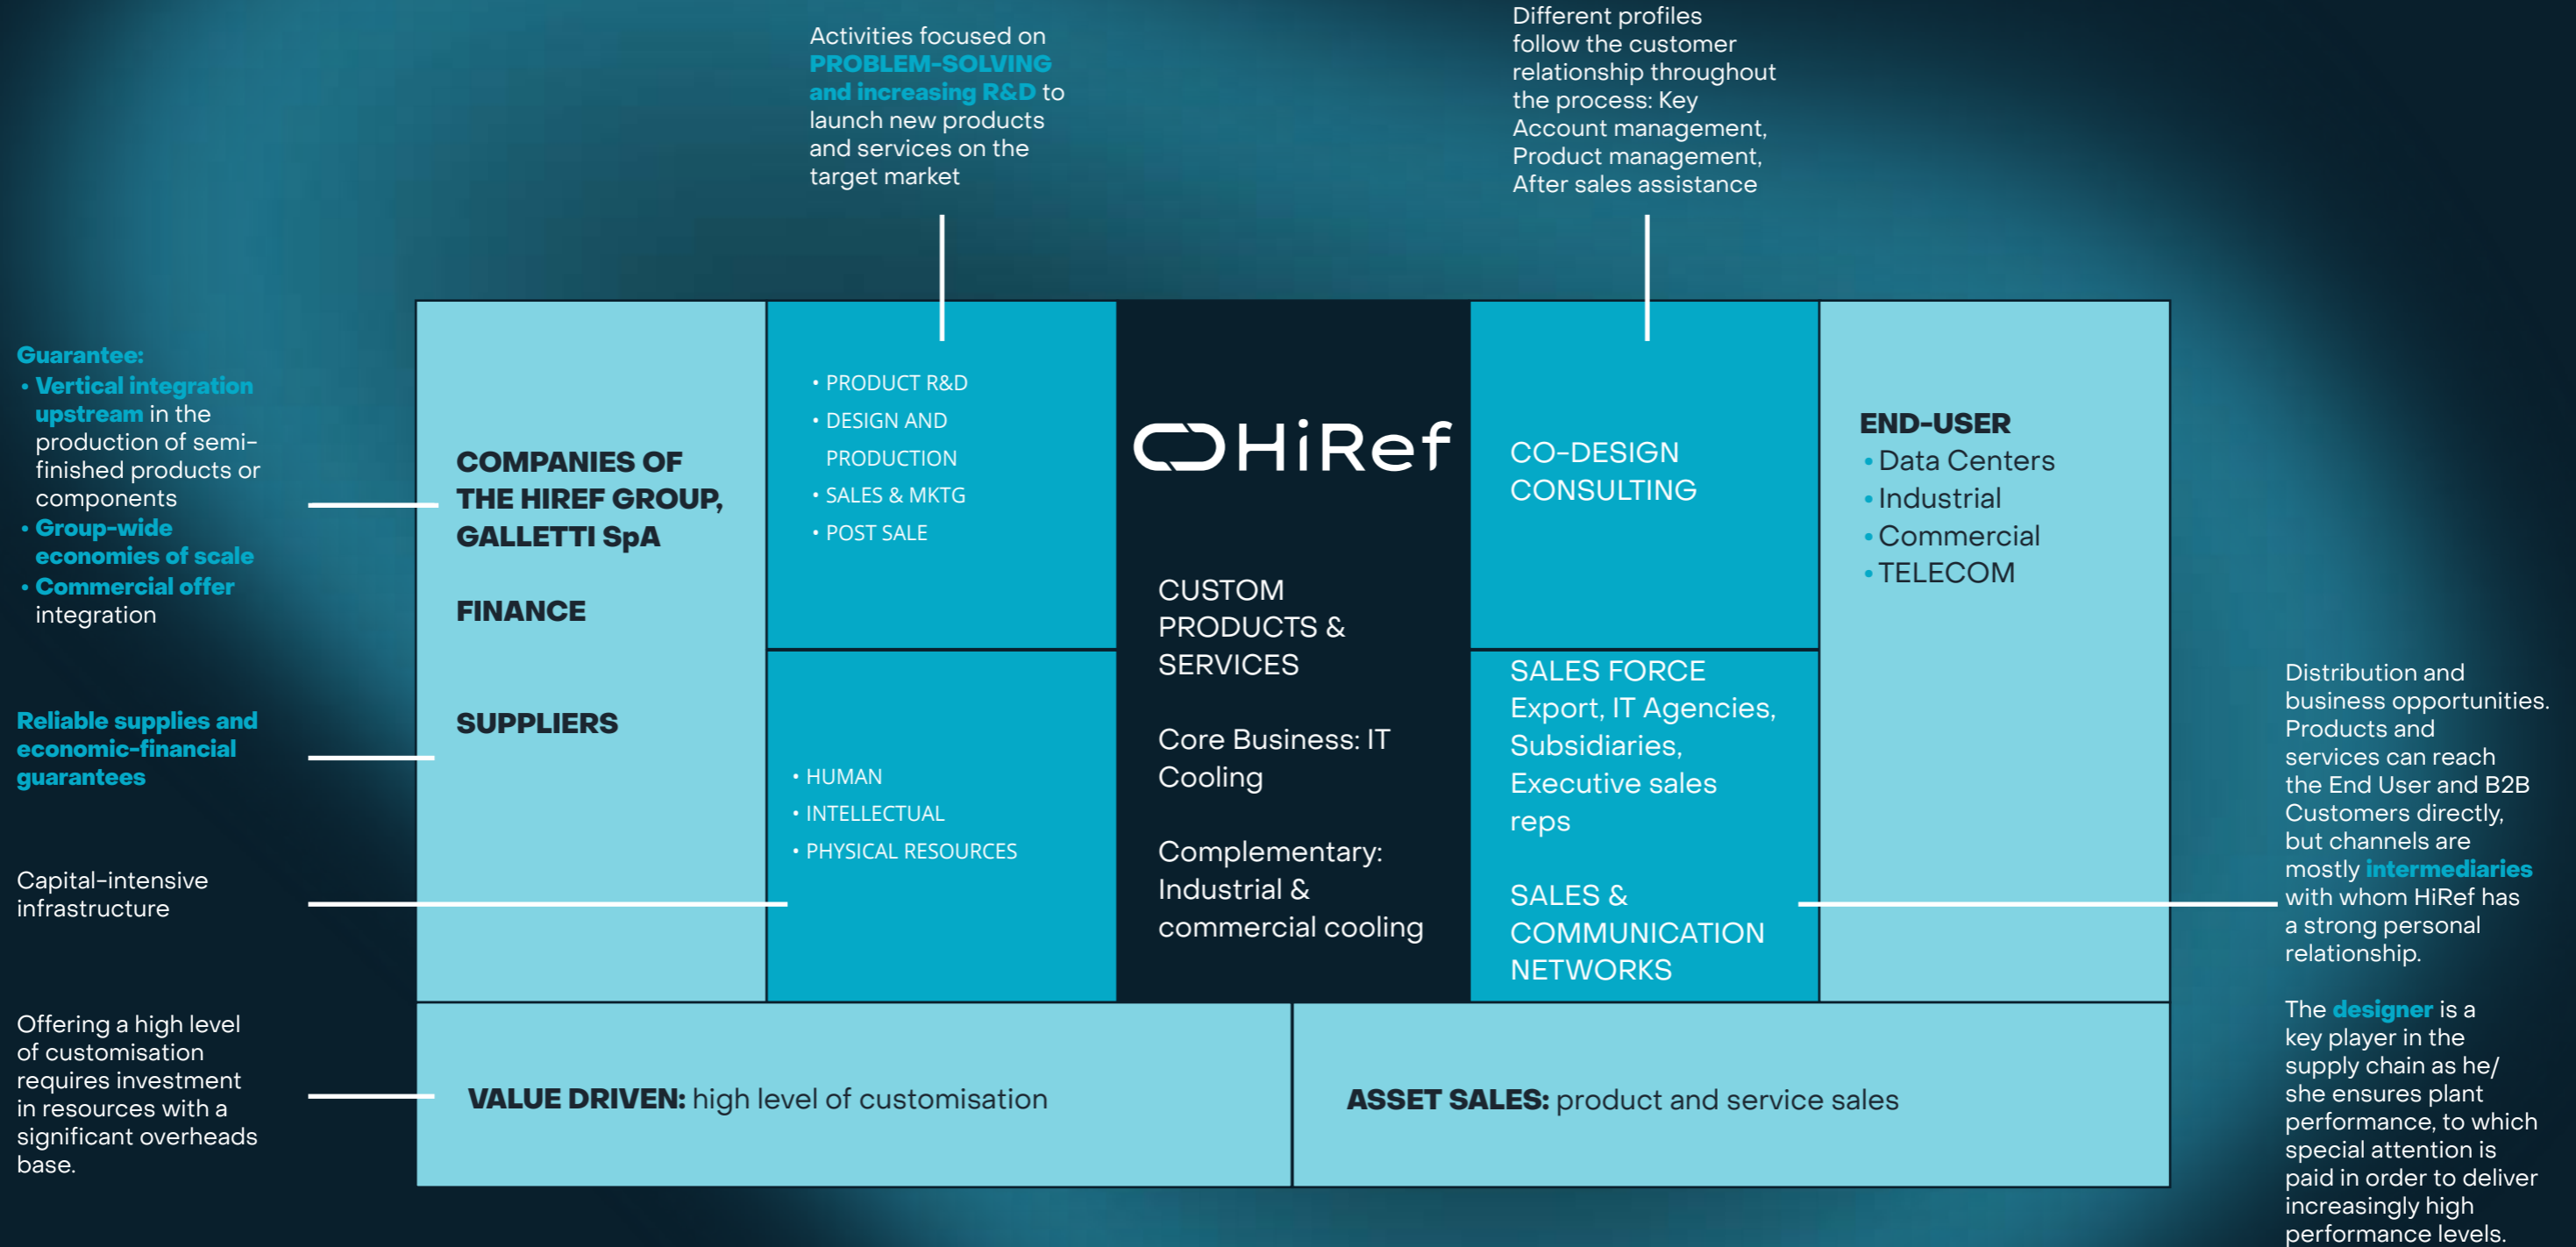 Activities focused on
PROBLEM-SOLVING
and increasing R&D to
launch new products
and services on the
target market
Different profiles
follow the customer
relationship throughout
the process: Key
Account management,
Product management,
After sales assistance
Guarantee:
• Vertical integration
upstream in the
production of semi-
finished products or
components
• Group-wide
economies of scale
• Commercial offer
integration
Reliable supplies and
economic-financial
guarantees
Capital-intensive
infrastructure
Offering a high level
of customisation
requires investment
in resources with a
significant overheads
base.
COMPANIES OF
THE HIREF GROUP,
GALLETTI SpA
FINANCE
SUPPLIERS
• PRODUCT R&D
• DESIGN AND
PRODUCTION
• SALES & MKTG
• POST SALE
• HUMAN
• INTELLECTUAL
• PHYSICAL RESOURCES
HiRef
CUSTOM
PRODUCTS &
SERVICES
Core Business: IT
Cooling
Complementary:
Industrial &
commercial cooling
CO-DESIGN
CONSULTING
SALES FORCE
Export, IT Agencies,
Subsidiaries,
Executive sales
reps
SALES &
COMMUNICATION
NETWORKS
END-USER
• Data Centers
• Industrial
• Commercial
• TELECOM
VALUE DRIVEN: high level of customisation
ASSET SALES: product and service sales
Distribution and
business opportunities.
Products and
services can reach
the End User and B2B
Customers directly,
but channels are
mostly intermediaries
with whom HiRef has
a strong personal
relationship.
The designer is a
key player in the
supply chain as he/
she ensures plant
performance, to which
special attention is
paid in order to deliver
increasingly high
performance levels.